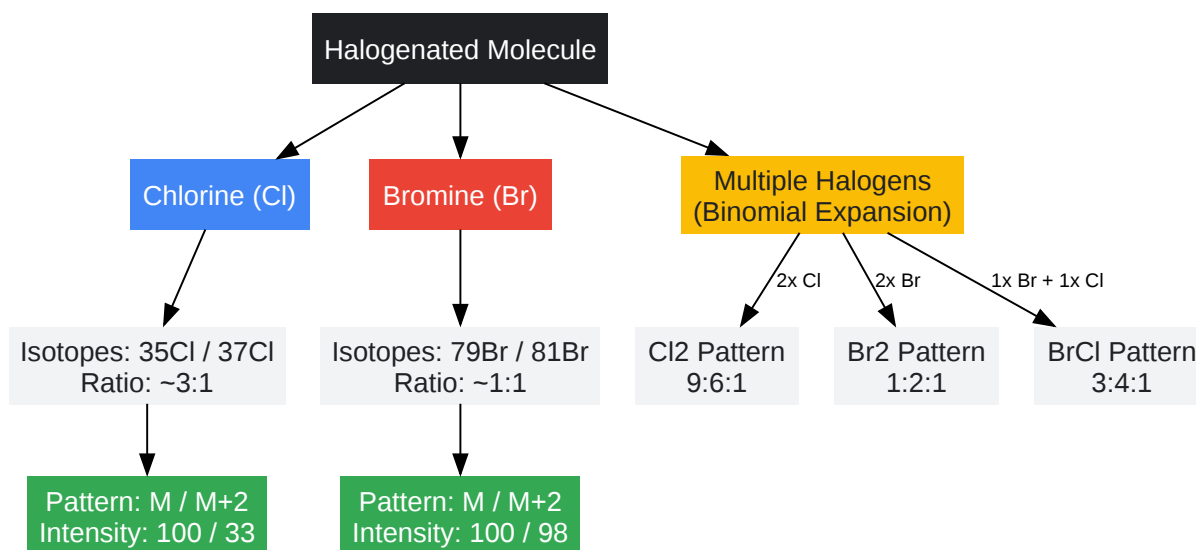 Halogenated Molecule
Chlorine (Cl)
Bromine (Br)
Multiple Halogens
(Binomial Expansion)
2x Cl
2x Br
1x Br + 1x Cl
Isotopes: 35Cl / 37Cl
Ratio: ~3:1
Isotopes: 79Br / 81Br
Ratio: ~1:1
Cl2 Pattern
9:6:1
Br2 Pattern
1:2:1
BrCl Pattern
3:4:1
Pattern: M / M+2
Intensity: 100 / 33
Pattern: M / M+2
Intensity: 100 / 98